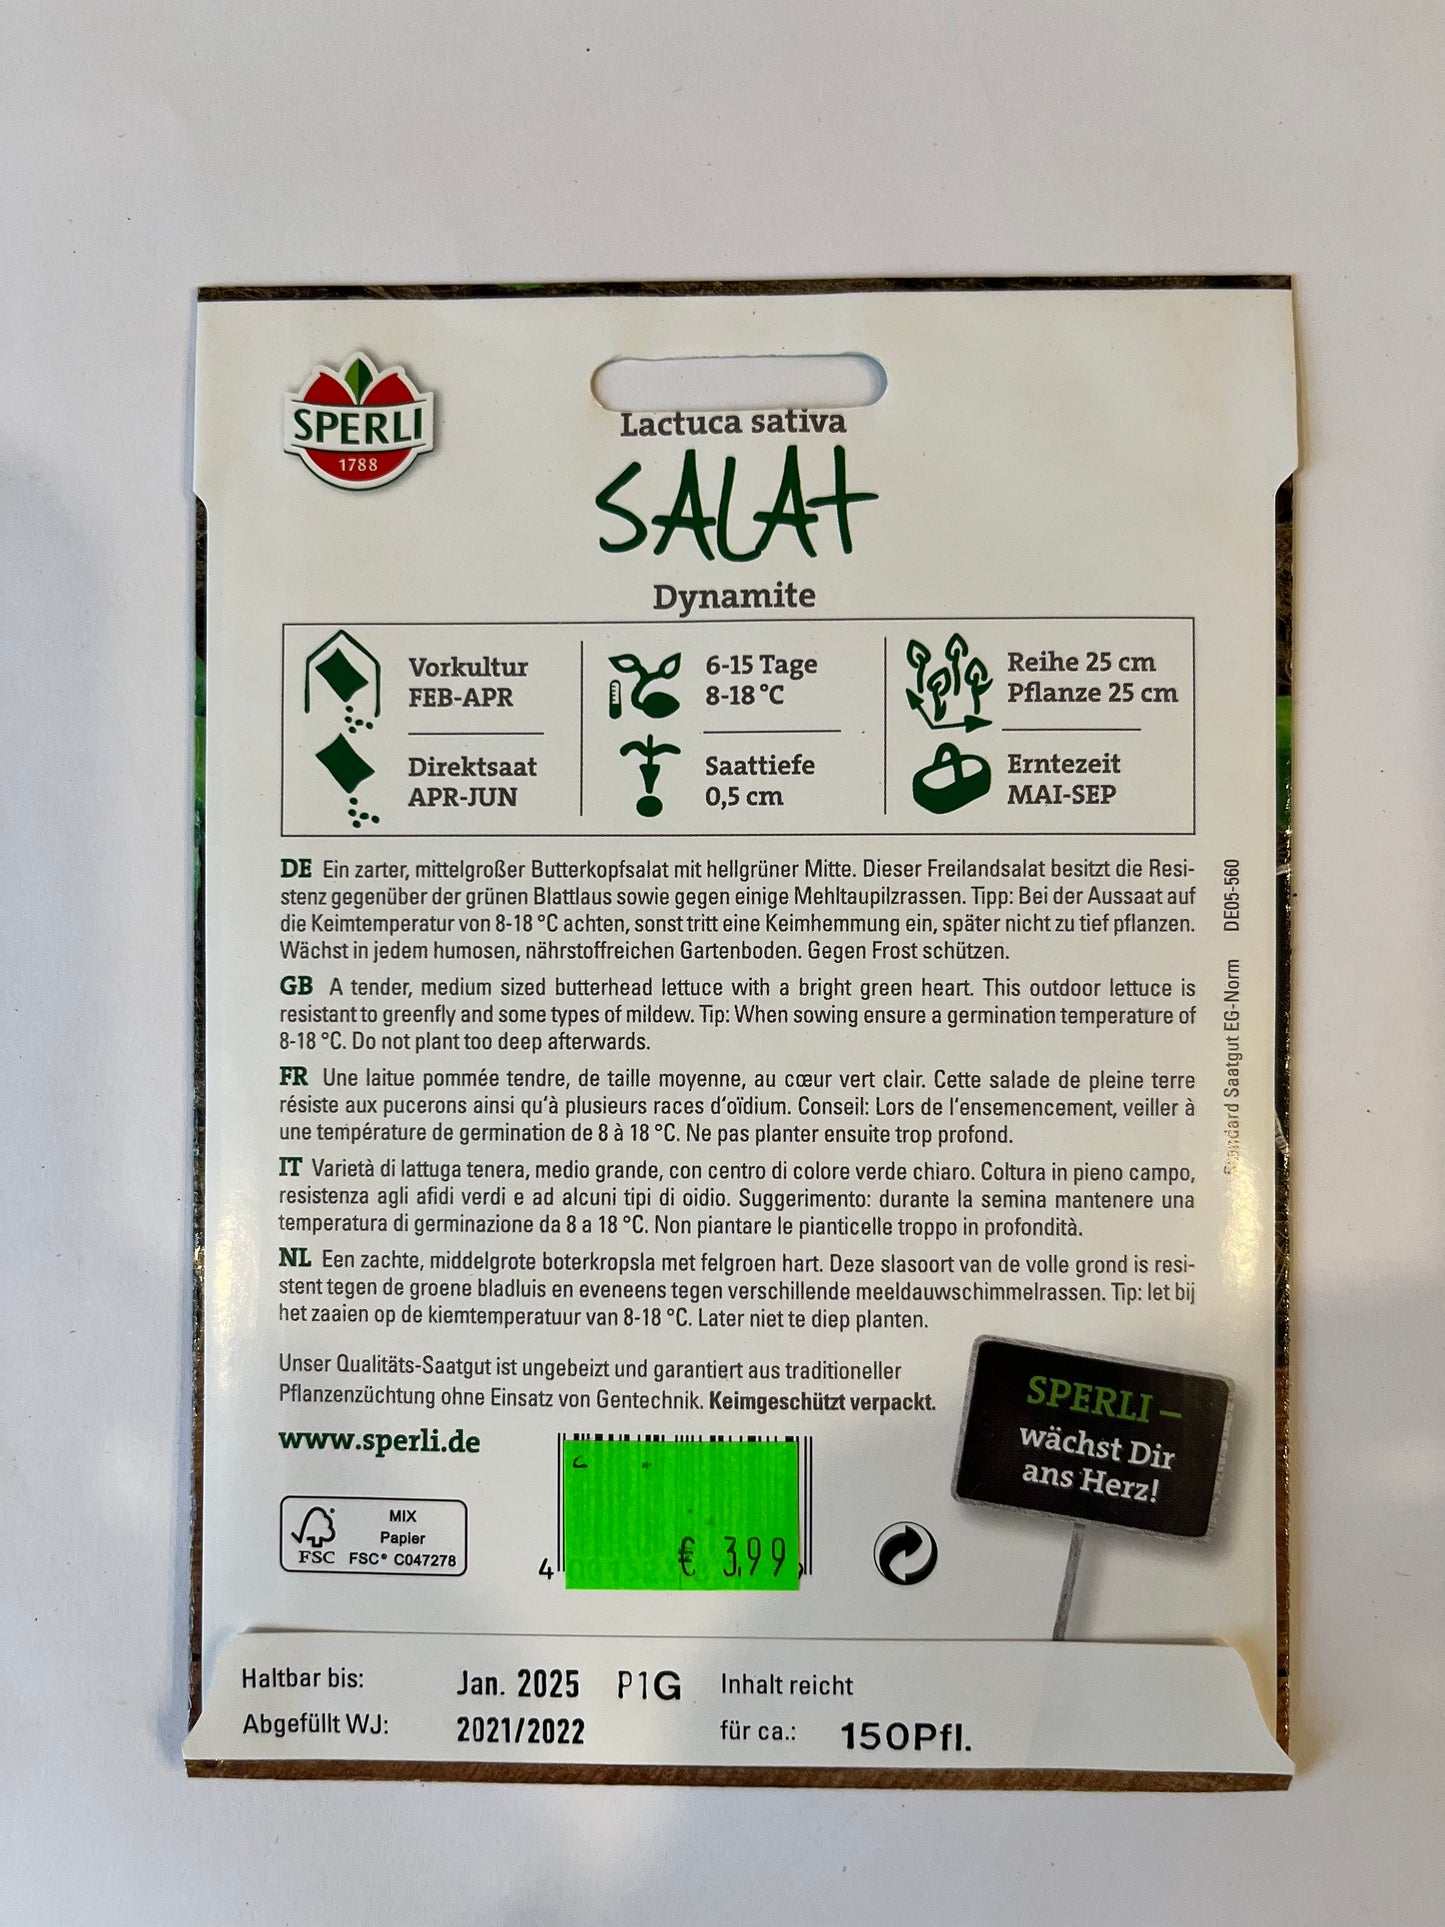 SPERLI
1788
Lactuca sativa
SALAT
Dynamite
Vorkultur
FEB-APR
Direktsaat
APR-JUN
6-15 Tage
8-18 °C
Saattiefe
0,5 cm
Reihe 25 cm
Pflanze 25 cm
Erntezeit
MAI-SEP
DE Ein zarter, mittelgroßer Butterkopfsalat mit hellgrüner Mitte. Dieser Freilandsalat besitzt die Resi-
stenz gegenüber der grünen Blattlaus sowie gegen einige Mehltaupilzrassen. Tipp: Bei der Aussaat auf
die Keimtemperatur von 8-18 °C achten, sonst tritt eine Keimhemmung ein, später nicht zu tief pflanzen.
Wächst in jedem humosen, nährstoffreichen Gartenboden. Gegen Frost schützen.
GB A tender, medium sized butterhead lettuce with a bright green heart. This outdoor lettuce is
resistant to greenfly and some types of mildew. Tip: When sowing ensure a germination temperature of
8-18 °C. Do not plant too deep afterwards.
FR Une laitue pommée tendre, de taille moyenne, au cœur vert clair. Cette salade de pleine terre
résiste aux pucerons ainsi qu'à plusieurs races d'oïdium. Conseil: Lors de l'ensemencement, veiller à
une température de germination de 8 à 18 °C. Ne pas planter ensuite trop profond.
IT Varietà di lattuga tenera, medio grande, con centro di colore verde chiaro. Coltura in pieno campo,
resistenza agli afidi verdi e ad alcuni tipi di oidio. Suggerimento: durante la semina mantenere una
temperatura di germinazione da 8 a 18 °C. Non piantare le pianticelle troppo in profondità.
NL Een zachte, middelgrote boterkropsla met felgroen hart. Deze slasoort van de volle grond is resi-
stent tegen de groene bladluis en eveneens tegen verschillende meeldauwschimmelrassen. Tip: let bij
het zaaien op de kiemtemperatuur van 8-18 °C. Later niet te diep planten.
Standard Saatgut EG-Norm DE05-560
Unser Qualitäts-Saatgut ist ungebeizt und garantiert aus traditioneller
Pflanzenzüchtung ohne Einsatz von Gentechnik. Keimgeschützt verpackt.
www.sperli.de
SPERLI –
wächst Dir
ans Herz!
FSC
MIX
Papier
FSC® C047278
4
€ 3,99
Haltbar bis: Jan. 2025 P1G
Abgefüllt WJ: 2021/2022
Inhalt reicht
für ca.: 150Pfl.